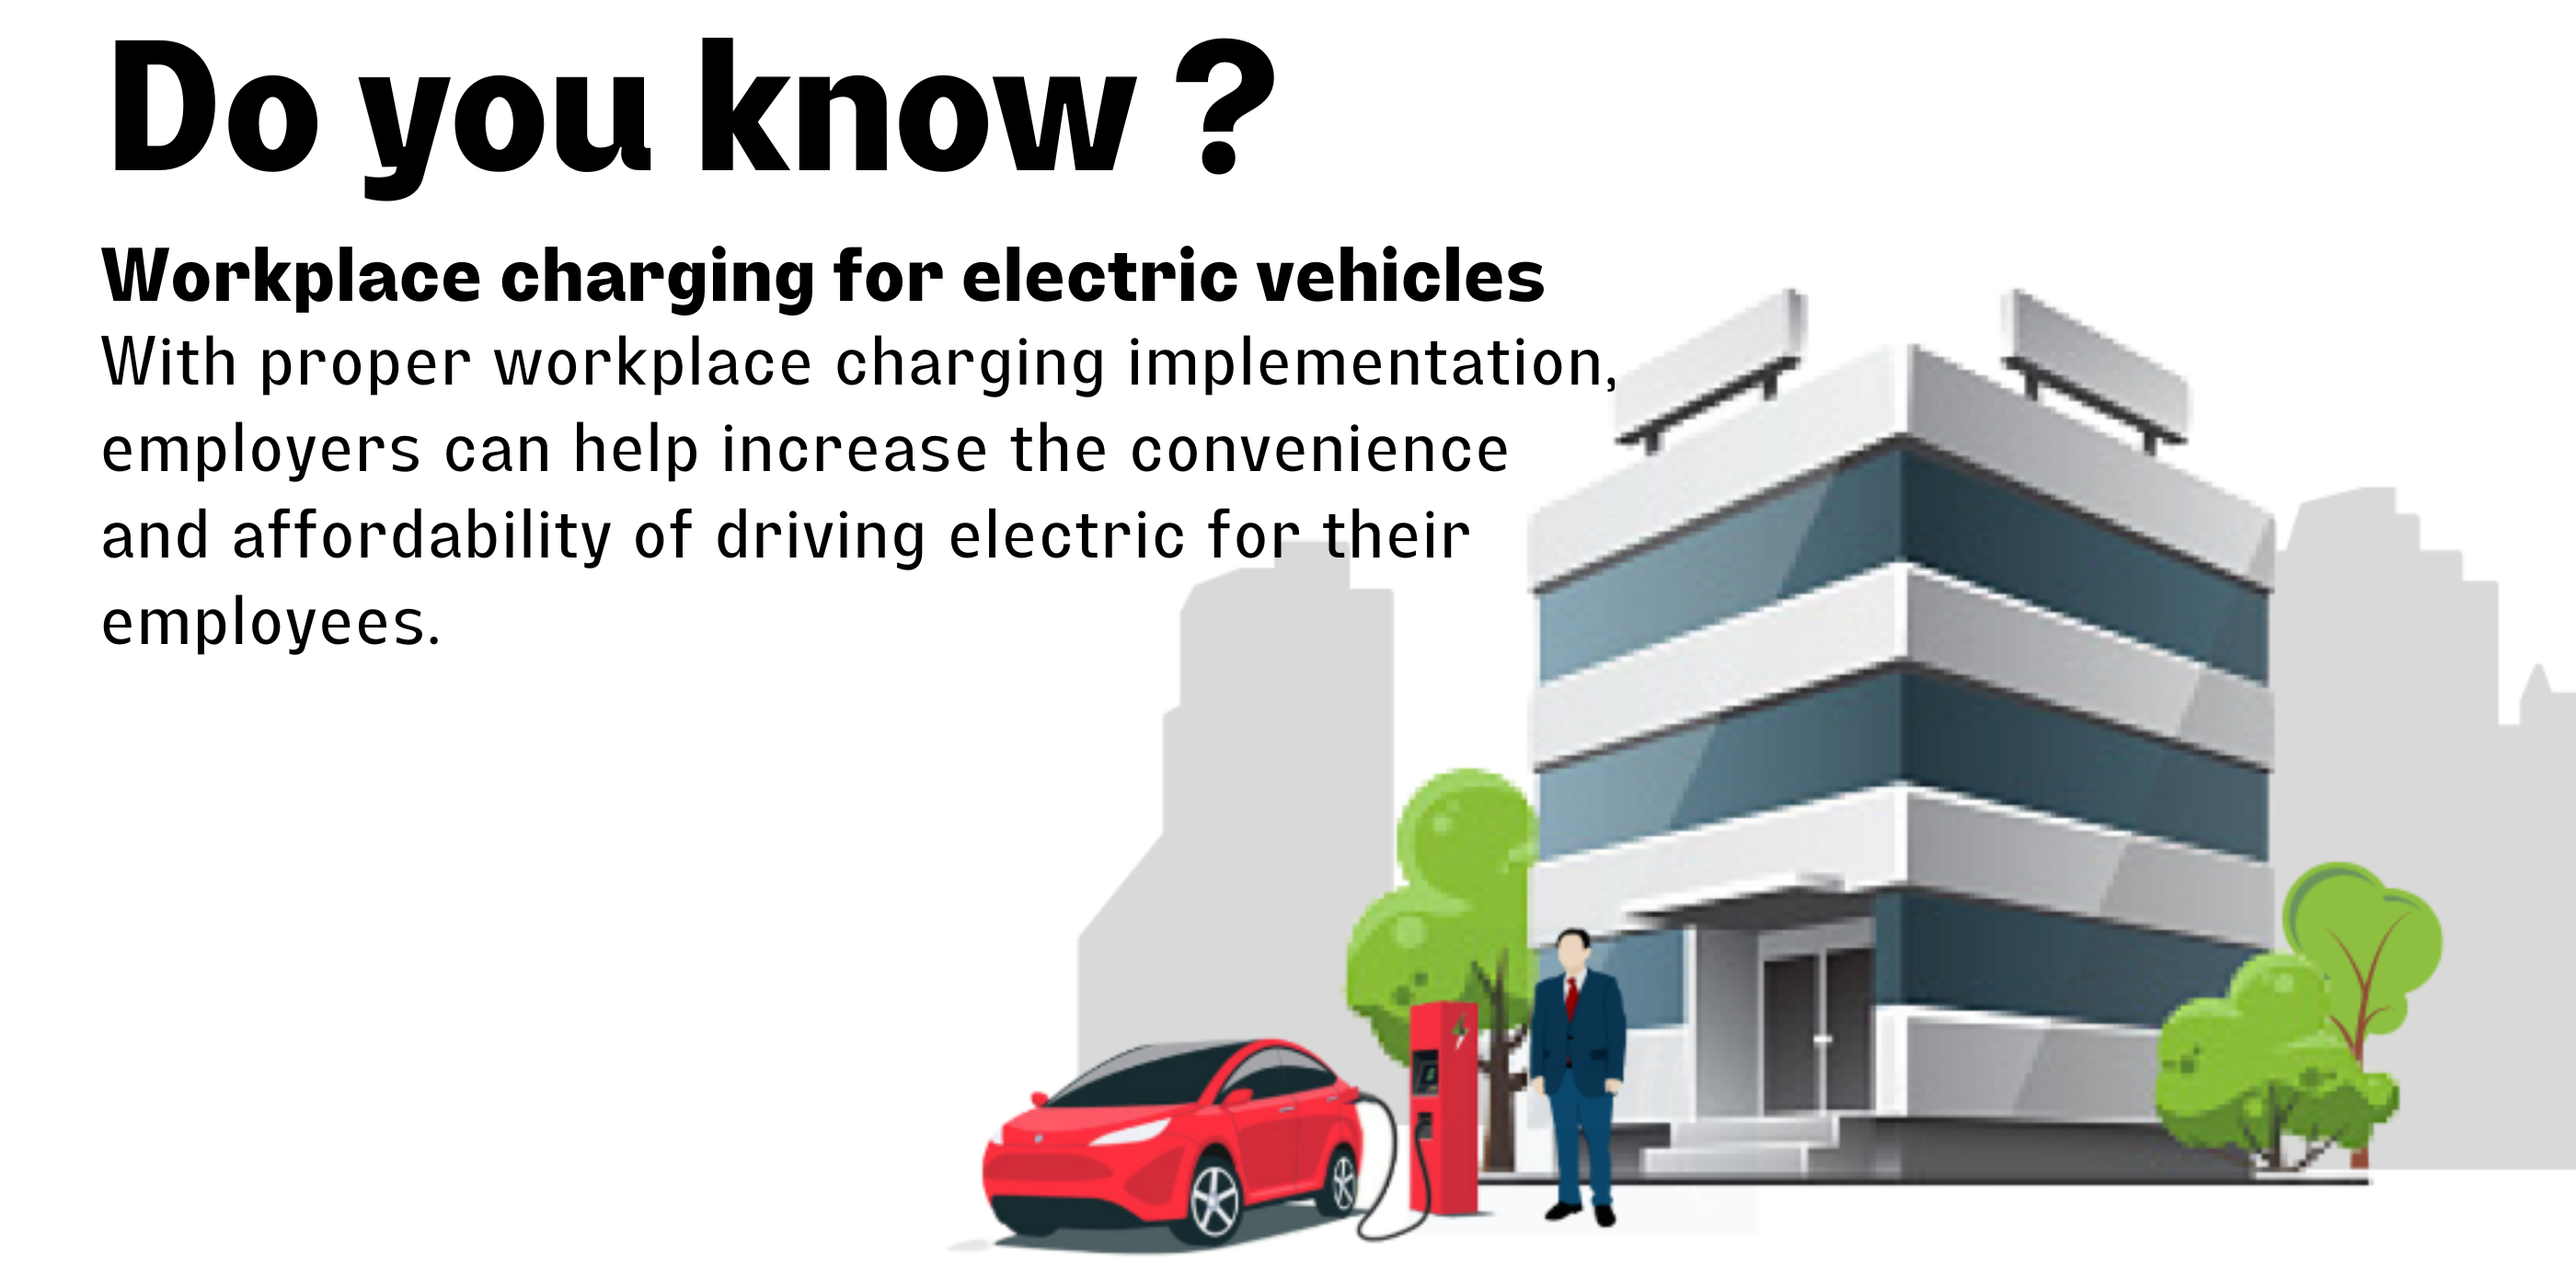 Do you know ?
Workplace charging for electric vehicles
With proper workplace charging implementation,
employers can help increase the convenience
and affordability of driving electric for their
employees.